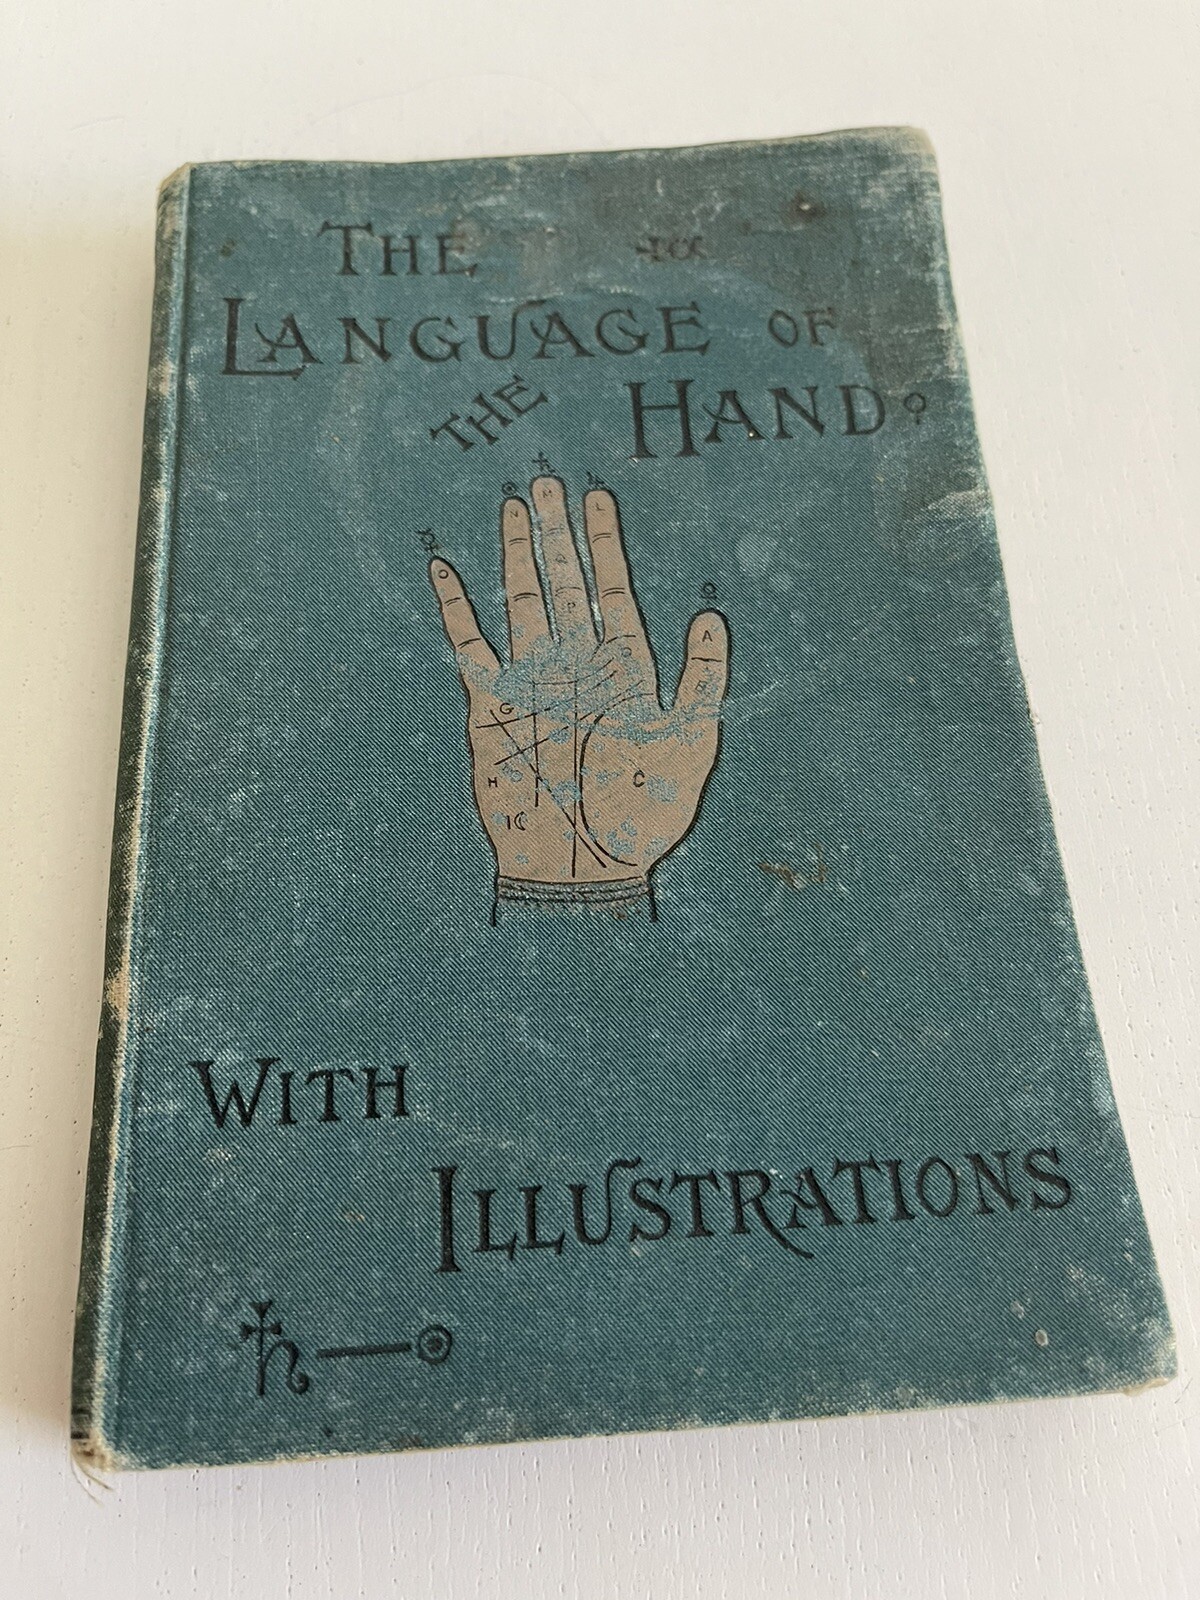 THE
LANGUAGE OF
THE HAND
N M L
O
P
A
B
G
H C
WITH
ILLUSTRATIONS